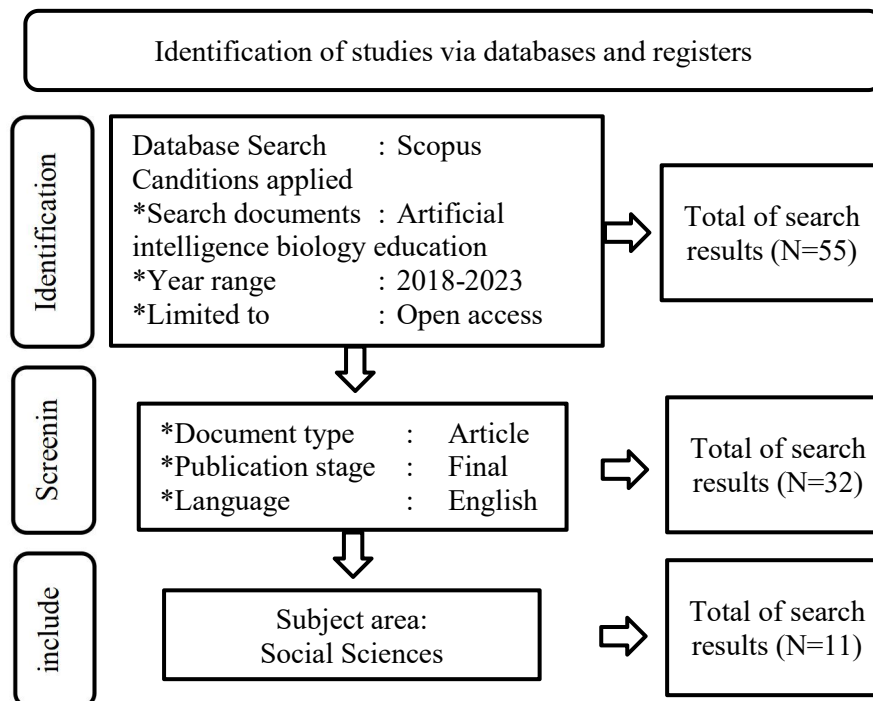 Identification of studies via databases and registers
Identification
Database Search : Scopus
Canditions applied
*Search documents : Artificial
intelligence biology education
*Year range : 2018-2023
*Limited to : Open access
Total of search
results (N=55)
Screenin
*Document type : Article
*Publication stage : Final
*Language : English
Total of search
results (N=32)
include
Subject area:
Social Sciences
Total of search
results (N=11)